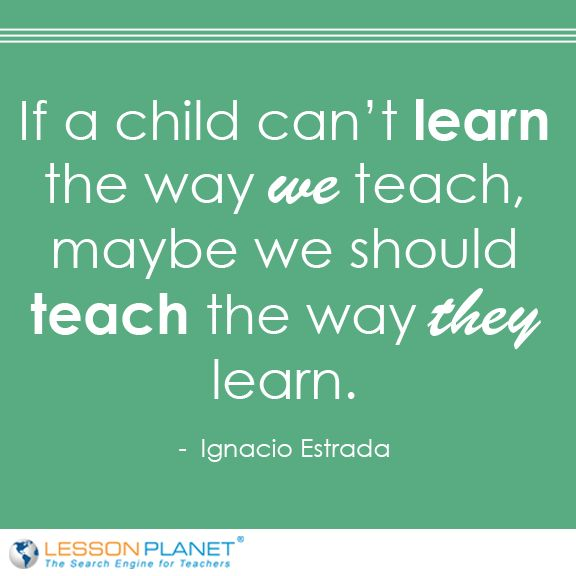 If a child can’t learn
the way we teach,
maybe we should
teach the way they
learn.
- Ignacio Estrada
LESSON PLANET®
The Search Engine for Teachers